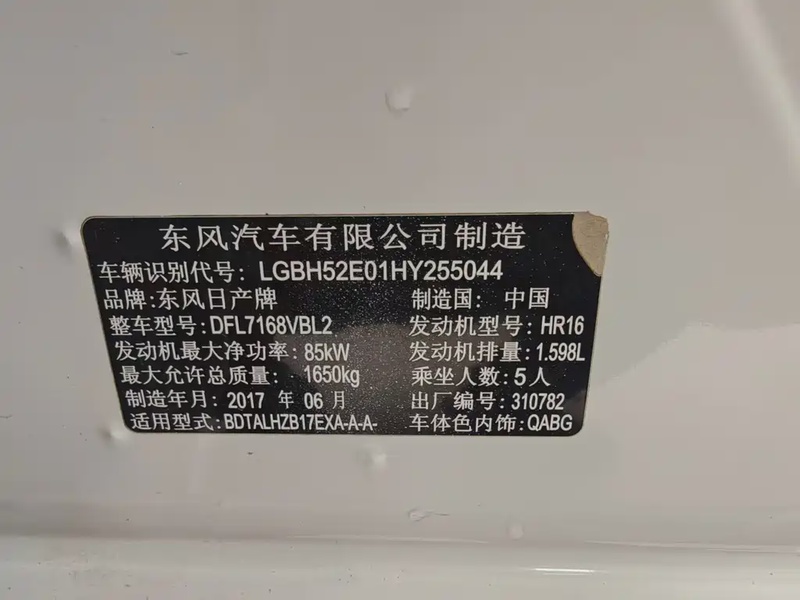 东风汽车有限公司制造
车辆识别代号: LGBH52E01HY255044
品牌: 东风日产牌 制造国: 中国
整车型号: DFL7168VBL2 发动机型号: HR16
发动机最大净功率: 85kW 发动机排量: 1.598L
最大允许总质量: 1650kg 乘坐人数: 5人
制造年月: 2017 年 06 月 出厂编号: 310782
适用型式: BDTALHZB17EXA-A-A- 车体色内饰: QABG